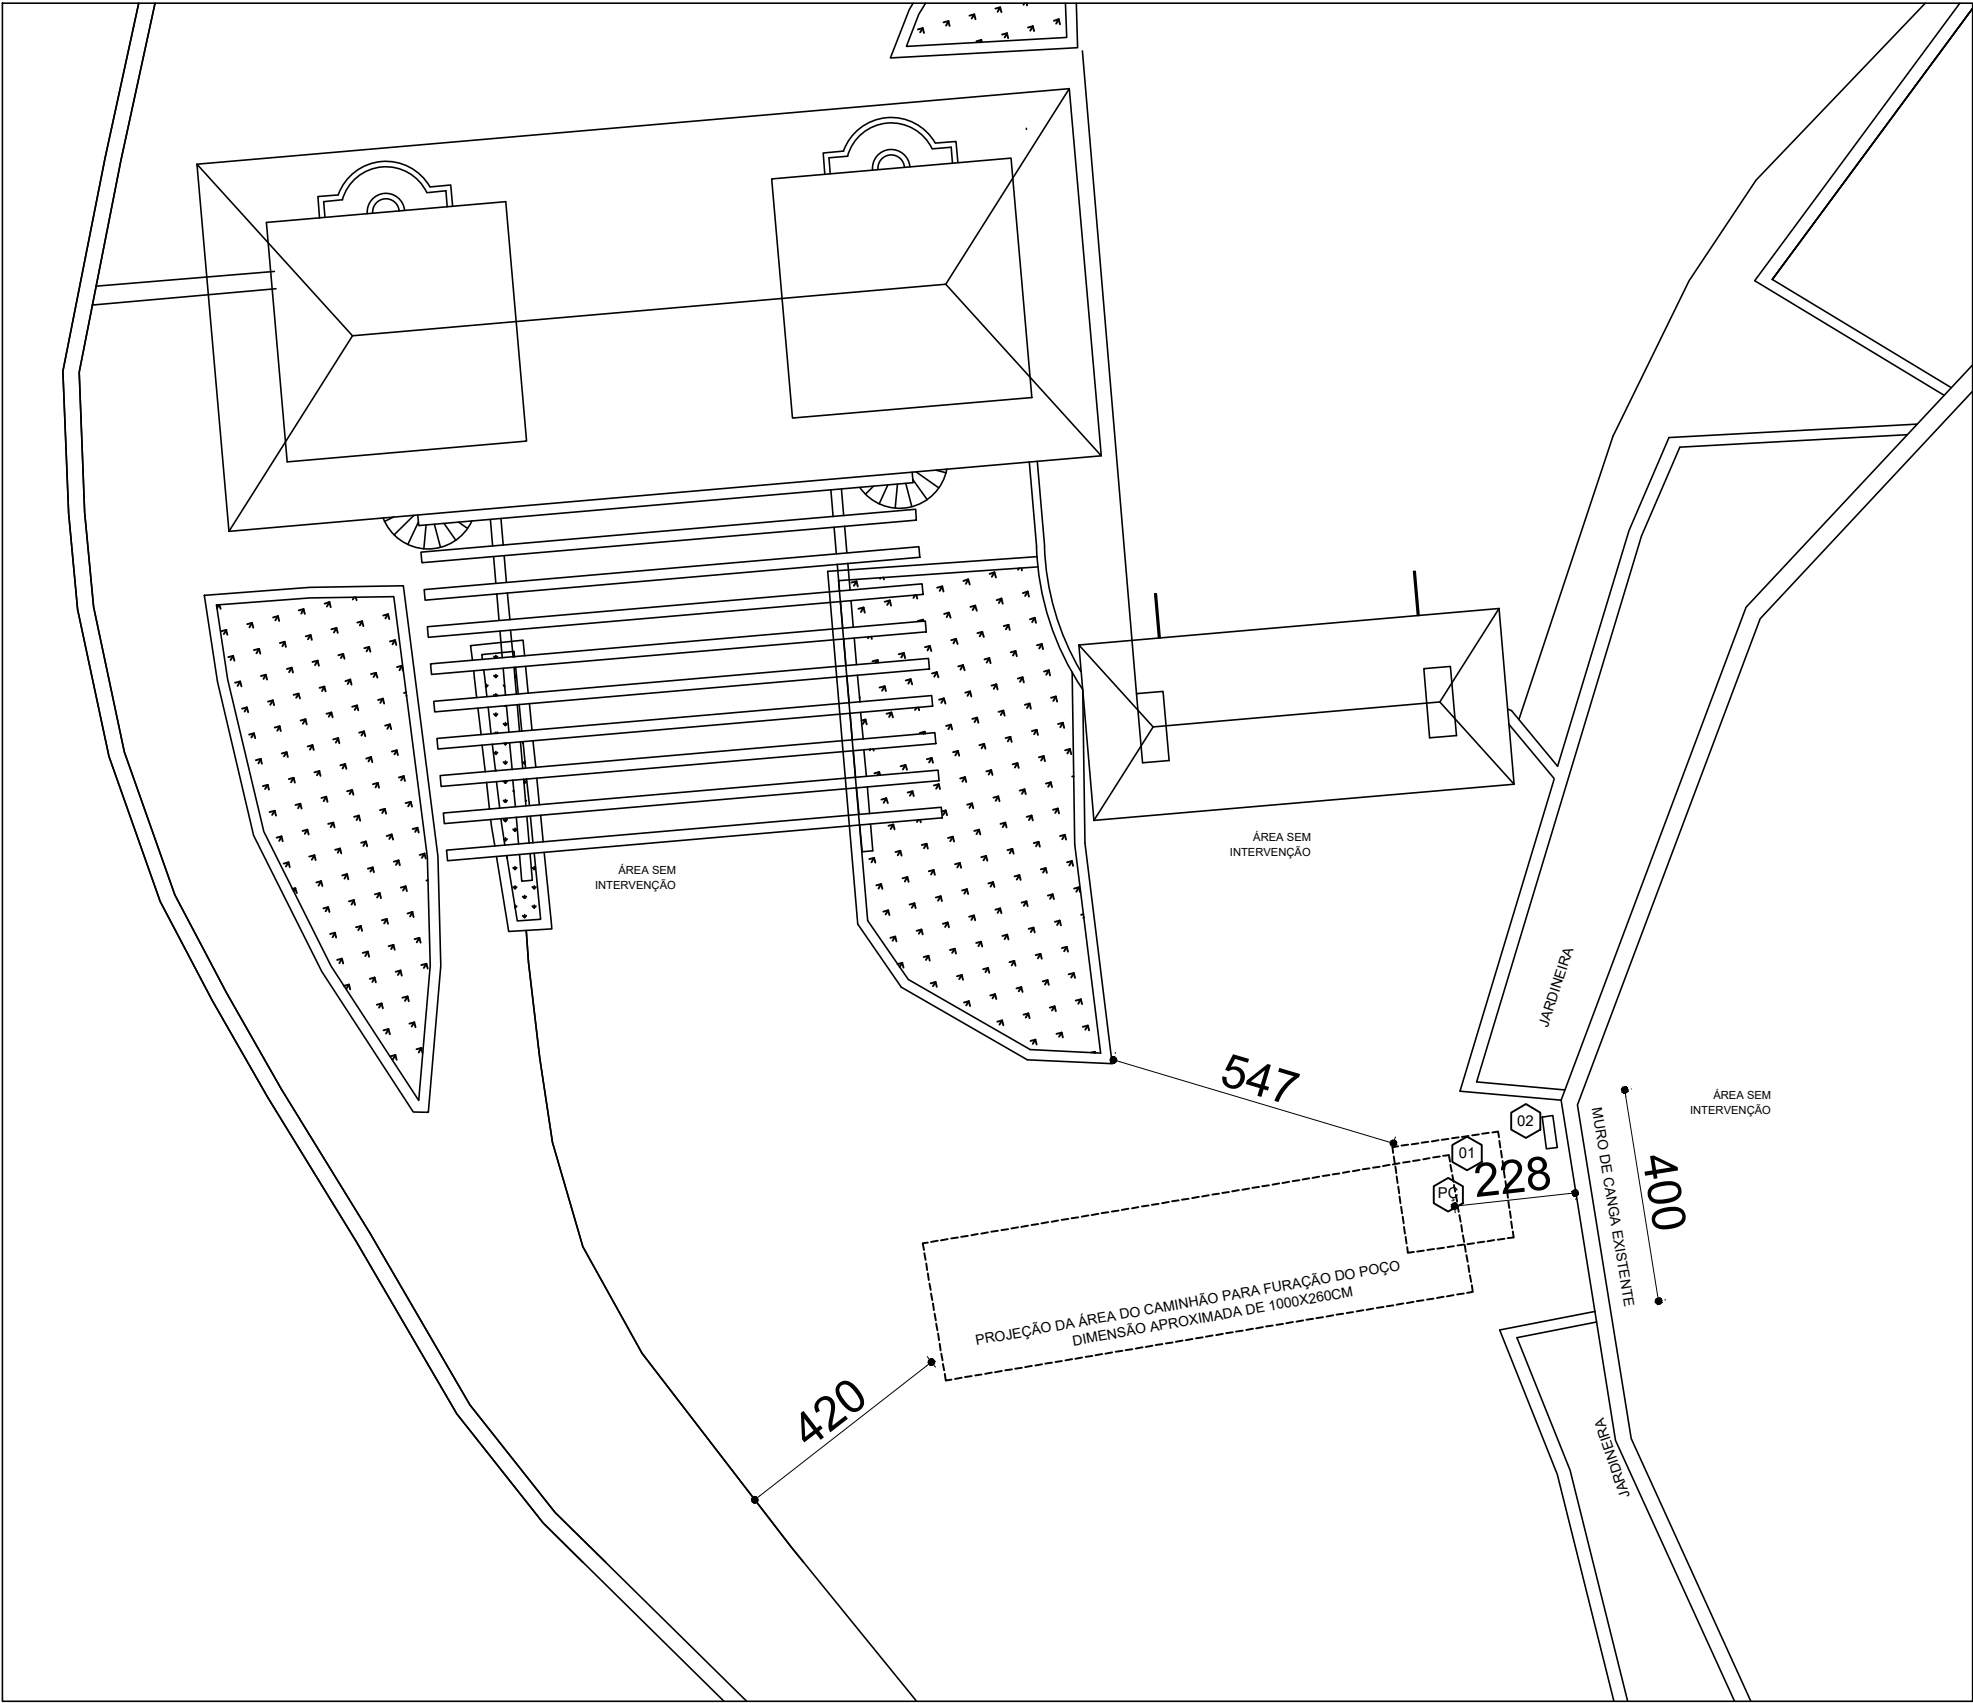 ÁREA SEM
INTERVENÇÃO
ÁREA SEM
INTERVENÇÃO
JARDINEIRA
547
ÁREA SEM
INTERVENÇÃO
02
01
228
PÇ
MURO DE CANGA EXISTENTE
400
PROJEÇÃO DA ÁREA DO CAMINHÃO PARA FURAÇÃO DO POÇO
DIMENSÃO APROXIMADA DE 1000X260CM
420
JARDINEIRA